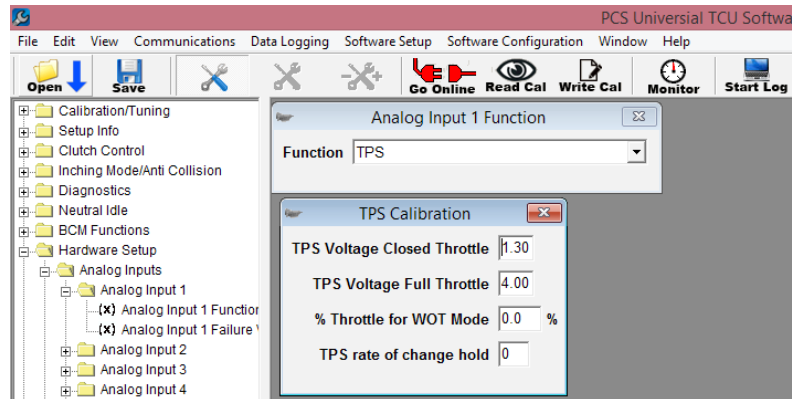 PCS Universial TCU Softwa
File Edit View Communications Data Logging Software Setup Software Configuration Window Help
Open Save Go Online Read Cal Write Cal Monitor Start Log
Calibration/Tuning
Setup Info
Clutch Control
Inching Mode/Anti Collision
Diagnostics
Neutral Idle
BCM Functions
Hardware Setup
Analog Inputs
Analog Input 1
(x) Analog Input 1 Function
(x) Analog Input 1 Failure V
Analog Input 2
Analog Input 3
Analog Input 4
Analog Input 1 Function
Function TPS
TPS Calibration
TPS Voltage Closed Throttle 1.30
TPS Voltage Full Throttle 4.00
% Throttle for WOT Mode 0.0 %
TPS rate of change hold 0